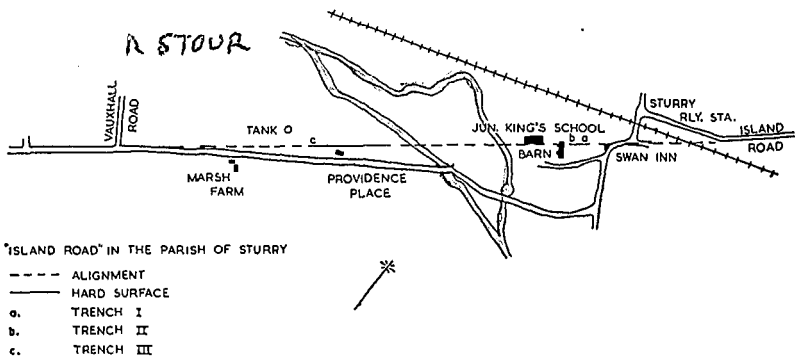 R STOUR
VAUXHALL
ROAD
TANK O
c
MARSH
FARM
PROVIDENCE
PLACE
JUN. KING'S SCHOOL
BARN
b a
SWAN INN
STURRY
RLY. STA.
ISLAND
ROAD
"ISLAND ROAD" IN THE PARISH OF STURRY
ALIGNMENT
HARD SURFACE
a. TRENCH I
b. TRENCH II
c. TRENCH III